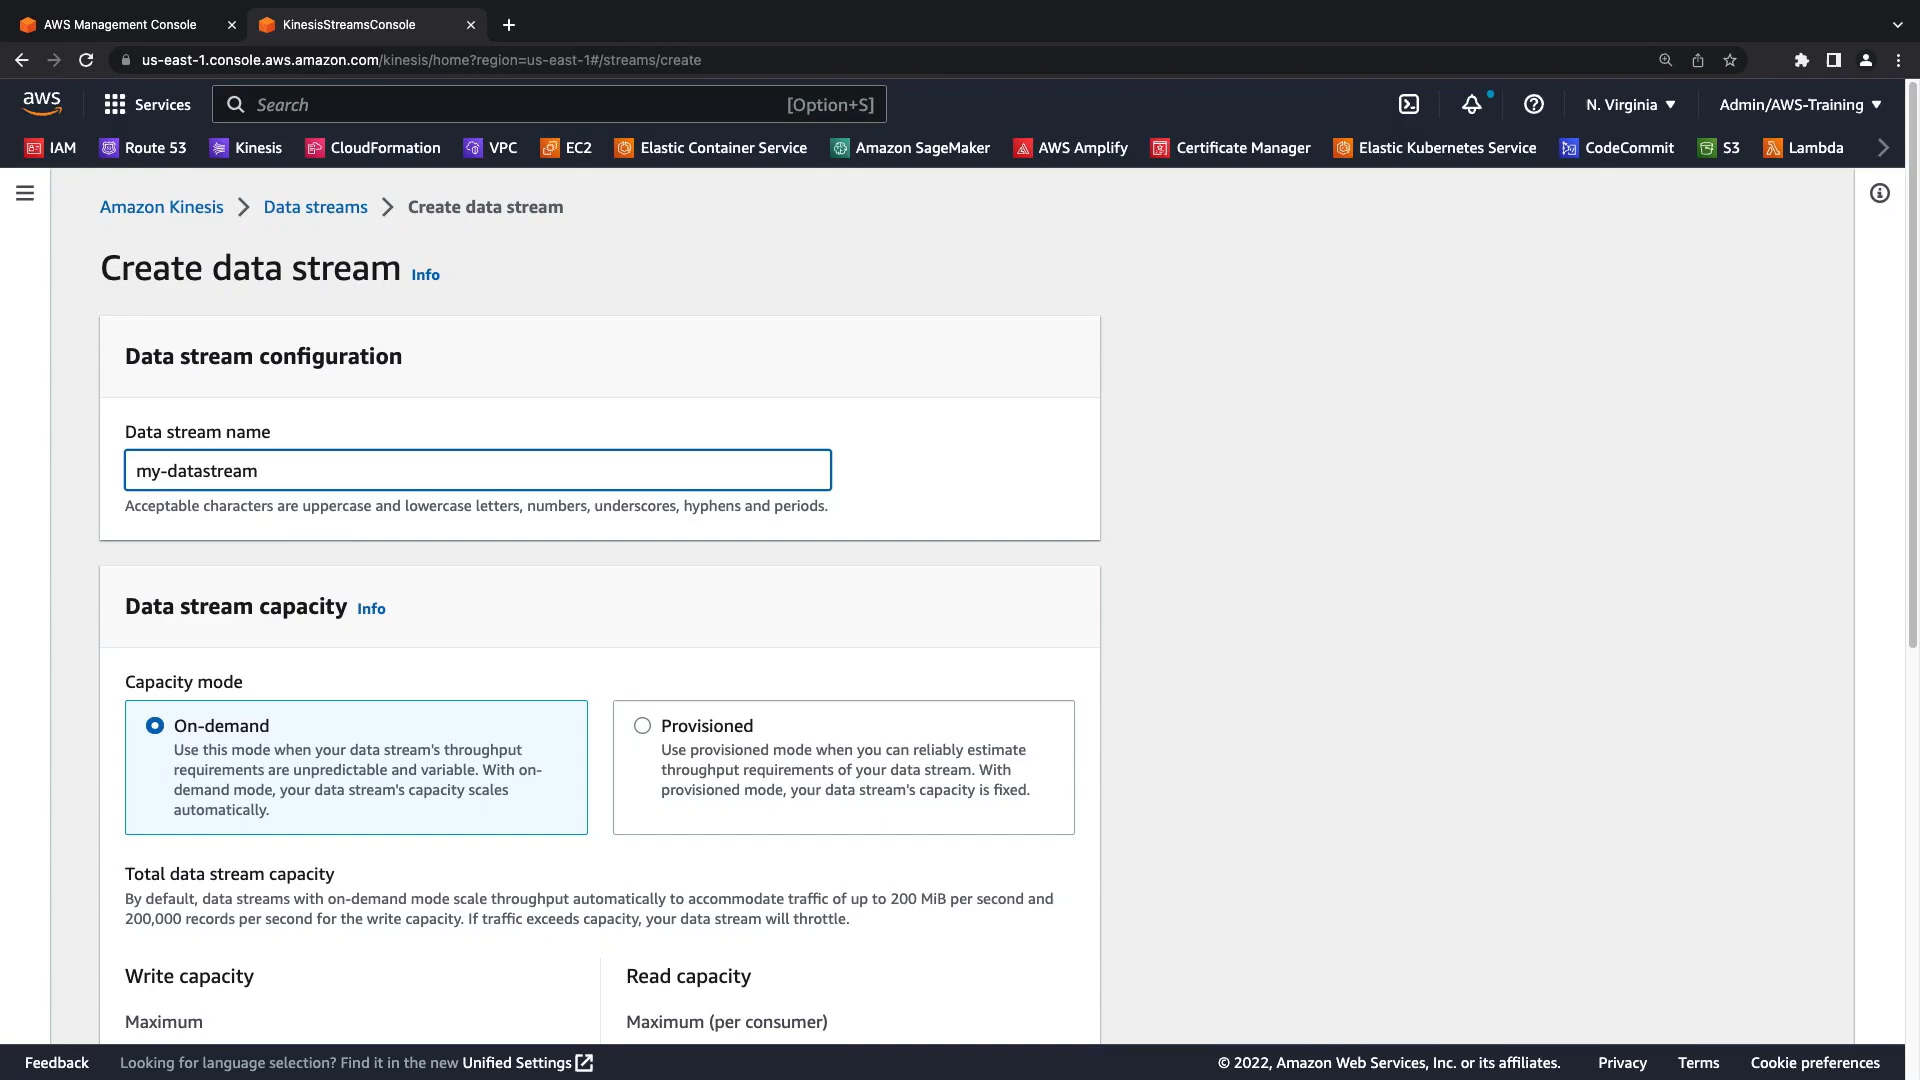 AWS Management Console
KinesisStreamsConsole
us-east-1.console.aws.amazon.com/kinesis/home?region=us-east-1#/streams/create
aws
Services
Search
[Option+S]
N. Virginia
Admin/AWS-Training
IAM
Route 53
Kinesis
CloudFormation
VPC
EC2
Elastic Container Service
Amazon SageMaker
AWS Amplify
Certificate Manager
Elastic Kubernetes Service
CodeCommit
S3
Lambda
Amazon Kinesis
Data streams
Create data stream
Create data stream Info
Data stream configuration
Data stream name
my-datastream
Acceptable characters are uppercase and lowercase letters, numbers, underscores, hyphens and periods.
Data stream capacity Info
Capacity mode
On-demand
Use this mode when your data stream's throughput
requirements are unpredictable and variable. With on-
demand mode, your data stream's capacity scales
automatically.
Provisioned
Use provisioned mode when you can reliably estimate
throughput requirements of your data stream. With
provisioned mode, your data stream's capacity is fixed.
Total data stream capacity
By default, data streams with on-demand mode scale throughput automatically to accommodate traffic of up to 200 MiB per second and
200,000 records per second for the write capacity. If traffic exceeds capacity, your data stream will throttle.
Write capacity
Maximum
Read capacity
Maximum (per consumer)
Feedback
Looking for language selection? Find it in the new Unified Settings
© 2022, Amazon Web Services, Inc. or its affiliates.
Privacy
Terms
Cookie preferences